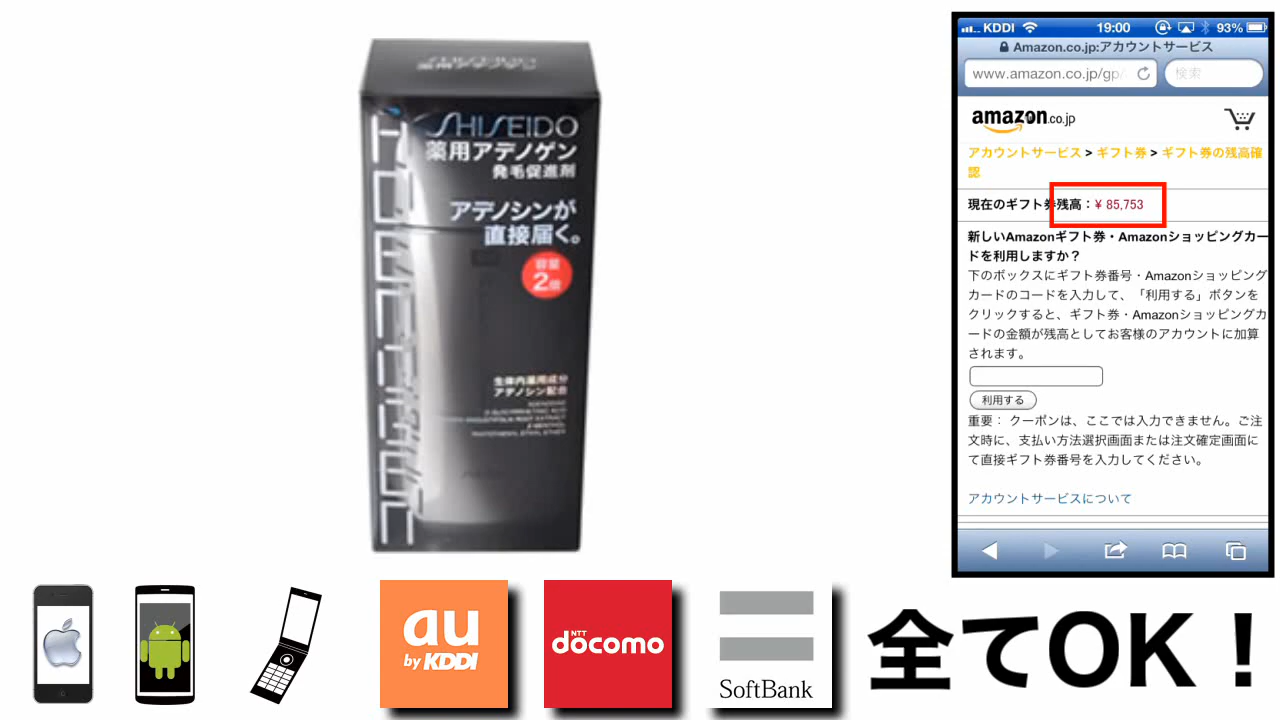 SHISEIDO
薬用アデノゲン
発毛促進剤
アデノシンが
直接届く。
容量
2倍
生体内薬用成分
アデノシン配合
ADENOGEN
KDDI 19:00 93%
Amazon.co.jp:アカウントサービス
www.amazon.co.jp/gp/ 検索
amazon.co.jp
アカウントサービス > ギフト券 > ギフト券の残高確
認
現在のギフト券残高：¥ 85,753
新しいAmazonギフト券・Amazonショッピングカー
ドを利用しますか？
下のボックスにギフト券番号・Amazonショッピング
カードのコードを入力して、「利用する」ボタンを
クリックすると、ギフト券・Amazonショッピングカ
ードの金額が残高としてお客様のアカウントに加算
されます。
利用する
重要： クーポンは、ここでは入力できません。ご注
文時に、支払い方法選択画面または注文確定画面に
て直接ギフト券番号を入力してください。
アカウントサービスについて
au
by KDDI
NTT
docomo
SoftBank
全てOK！